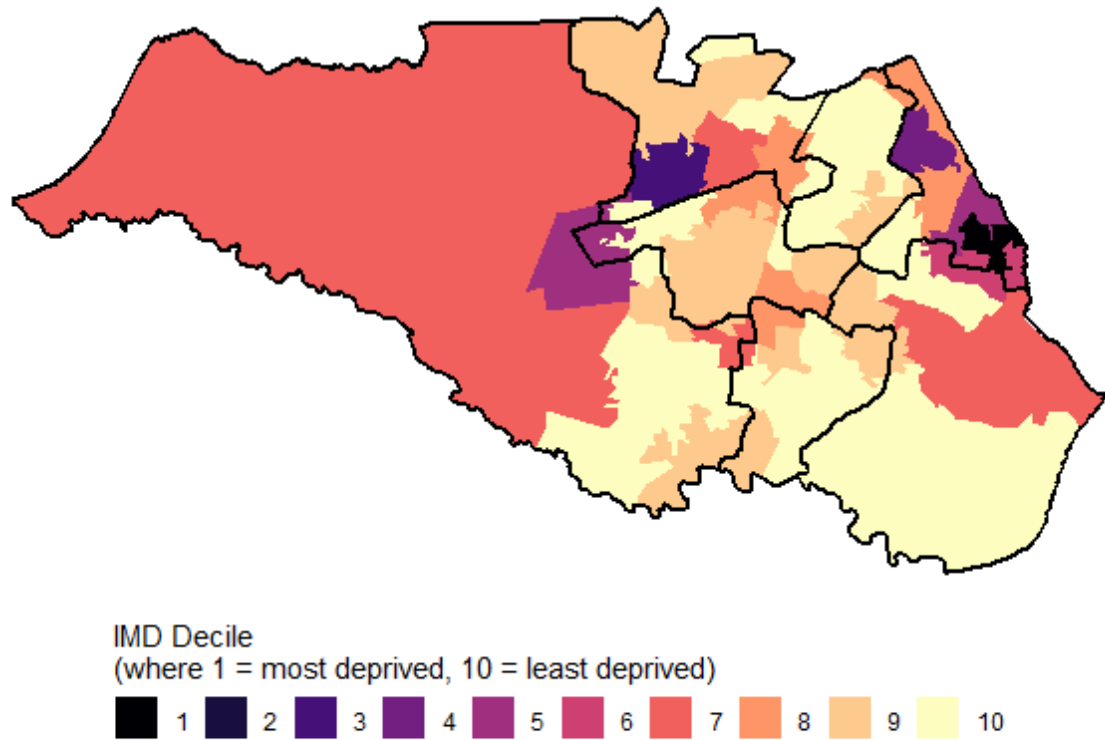 IMD Decile
(where 1 = most deprived, 10 = least deprived)
1 2 3 4 5 6 7 8 9 10